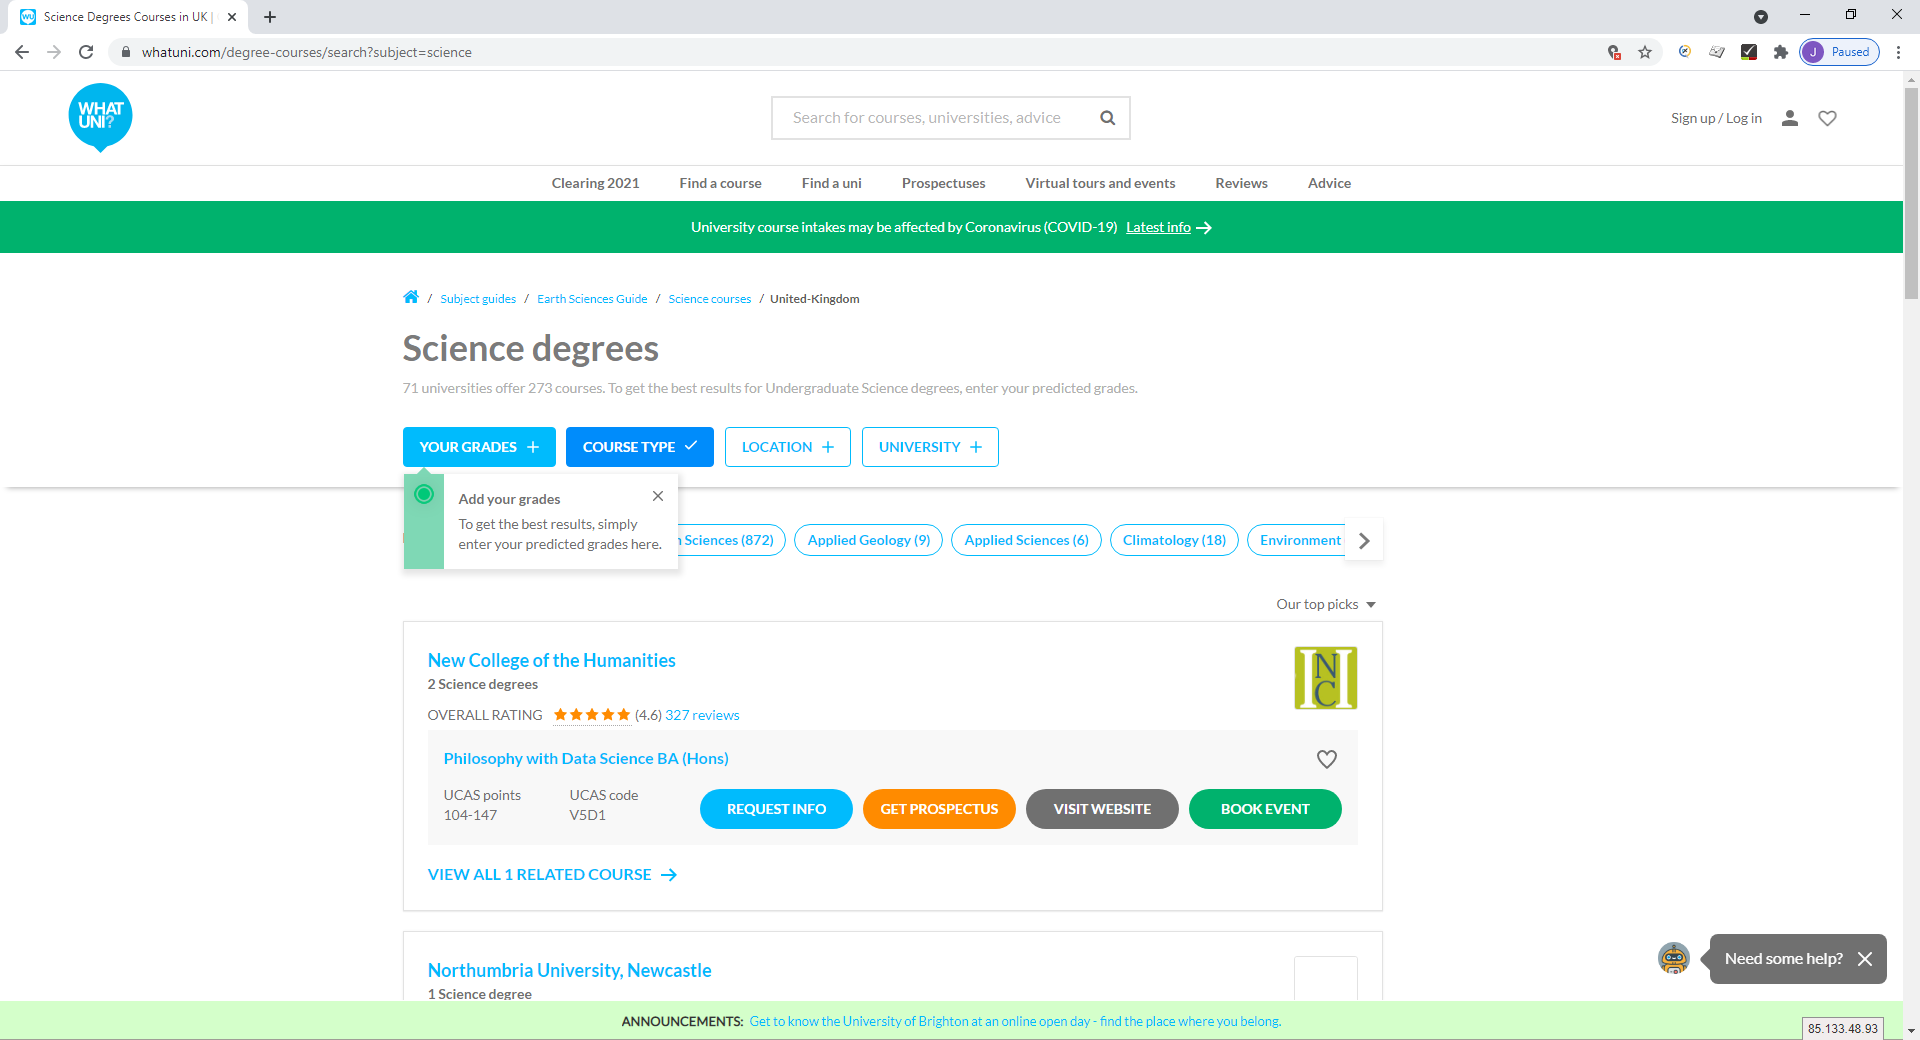 Science Degrees Courses in UK |
whatuni.com/degree-courses/search?subject=science
J Paused
WHAT UNI?
Search for courses, universities, advice
Sign up / Log in
Clearing 2021 Find a course Find a uni Prospectuses Virtual tours and events Reviews Advice
University course intakes may be affected by Coronavirus (COVID-19) Latest info
/ Subject guides / Earth Sciences Guide / Science courses / United-Kingdom
Science degrees
71 universities offer 273 courses. To get the best results for Undergraduate Science degrees, enter your predicted grades.
YOUR GRADES + COURSE TYPE LOCATION + UNIVERSITY +
Add your grades
To get the best results, simply
enter your predicted grades here.
Sciences (872) Applied Geology (9) Applied Sciences (6) Climatology (18) Environment
Our top picks
New College of the Humanities
2 Science degrees
NCH
OVERALL RATING (4.6) 327 reviews
Philosophy with Data Science BA (Hons)
UCAS points UCAS code
104-147 V5D1
REQUEST INFO GET PROSPECTUS VISIT WEBSITE BOOK EVENT
VIEW ALL 1 RELATED COURSE
Northumbria University, Newcastle
1 Science degree
Need some help?
ANNOUNCEMENTS: Get to know the University of Brighton at an online open day - find the place where you belong.
85.133.48.93